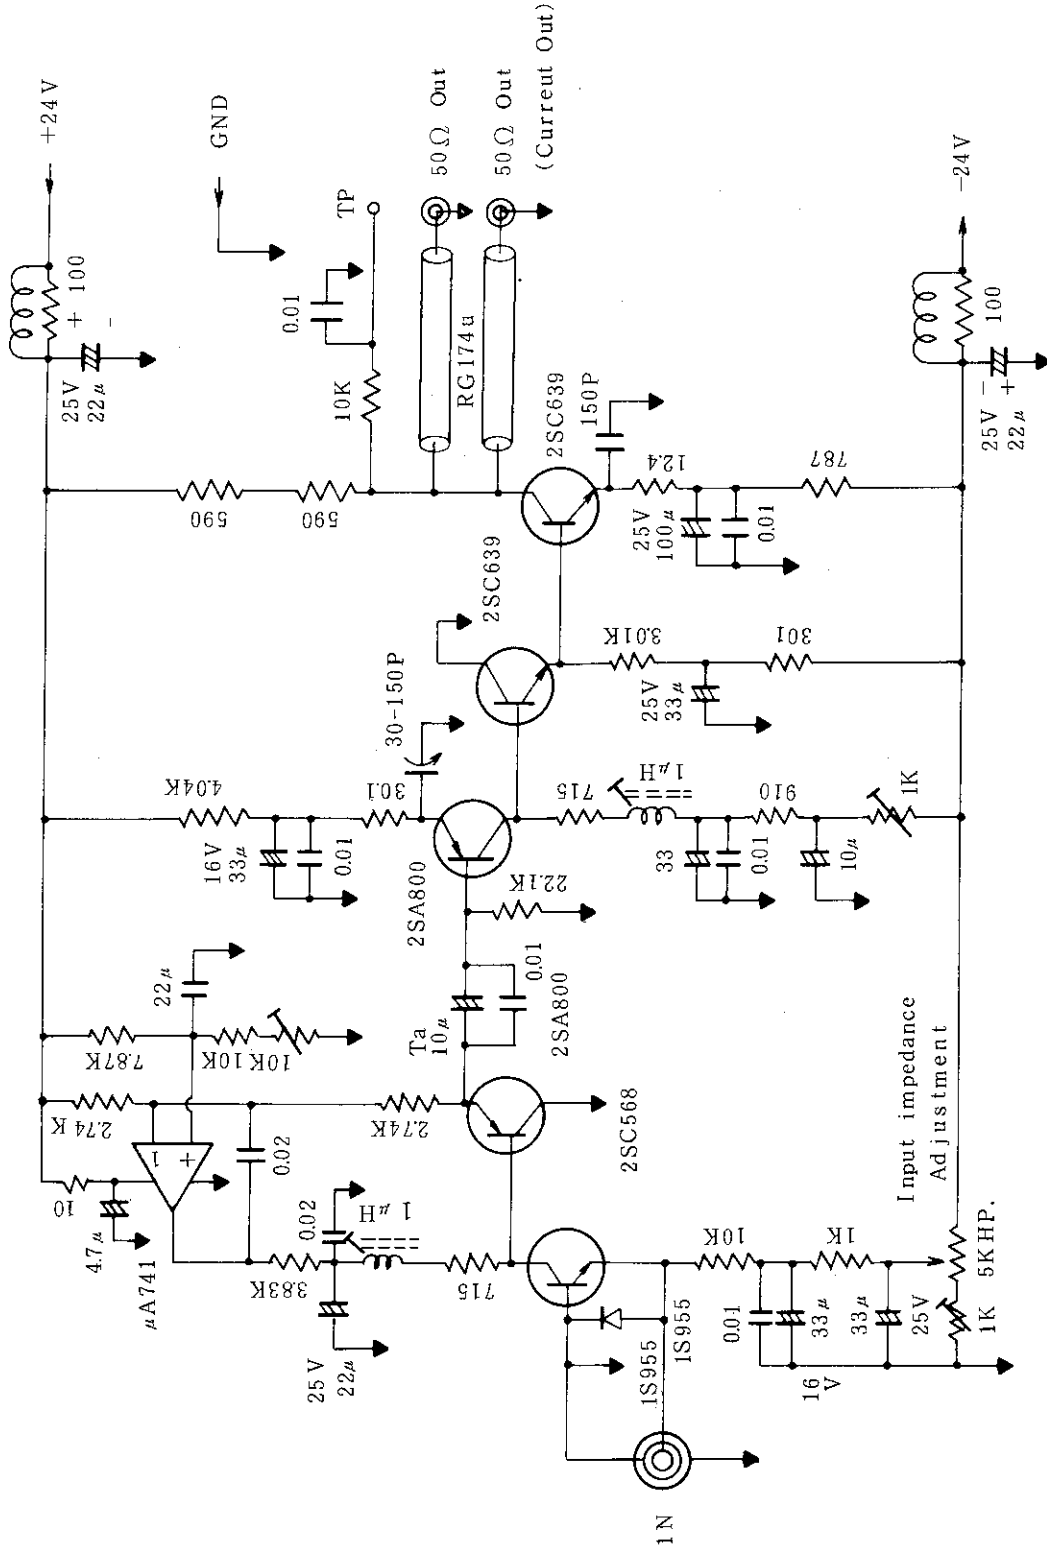 +24V
GND
100
+
-
25V
22μ
TP
0.01
10K
50Ω Out
50Ω Out
(Curreut Out)
RG174u
590
590
2SC639
150P
12.4
25V
100μ
0.01
787
-24V
100
25V
22μ
-
+
2SC639
3.01K
25V
33μ
301
4.04K
16V
33μ
0.01
30.1
30-150P
2SA800
22.1K
715
1μH
33
0.01
910
10μ
1K
22μ
7.87K
10K
10K
2.74K
2.74K
Ta
10μ
0.01
2SA800
10
4.7μ
μA741
1
+
0.02
3.83K
0.02
25V
22μ
1μH
715
2SC568
1S955
1S955
1N
10K
0.01
33μ
16
V
1K
33μ
25V
1K
5KHP.
Input impedance
Adjustment